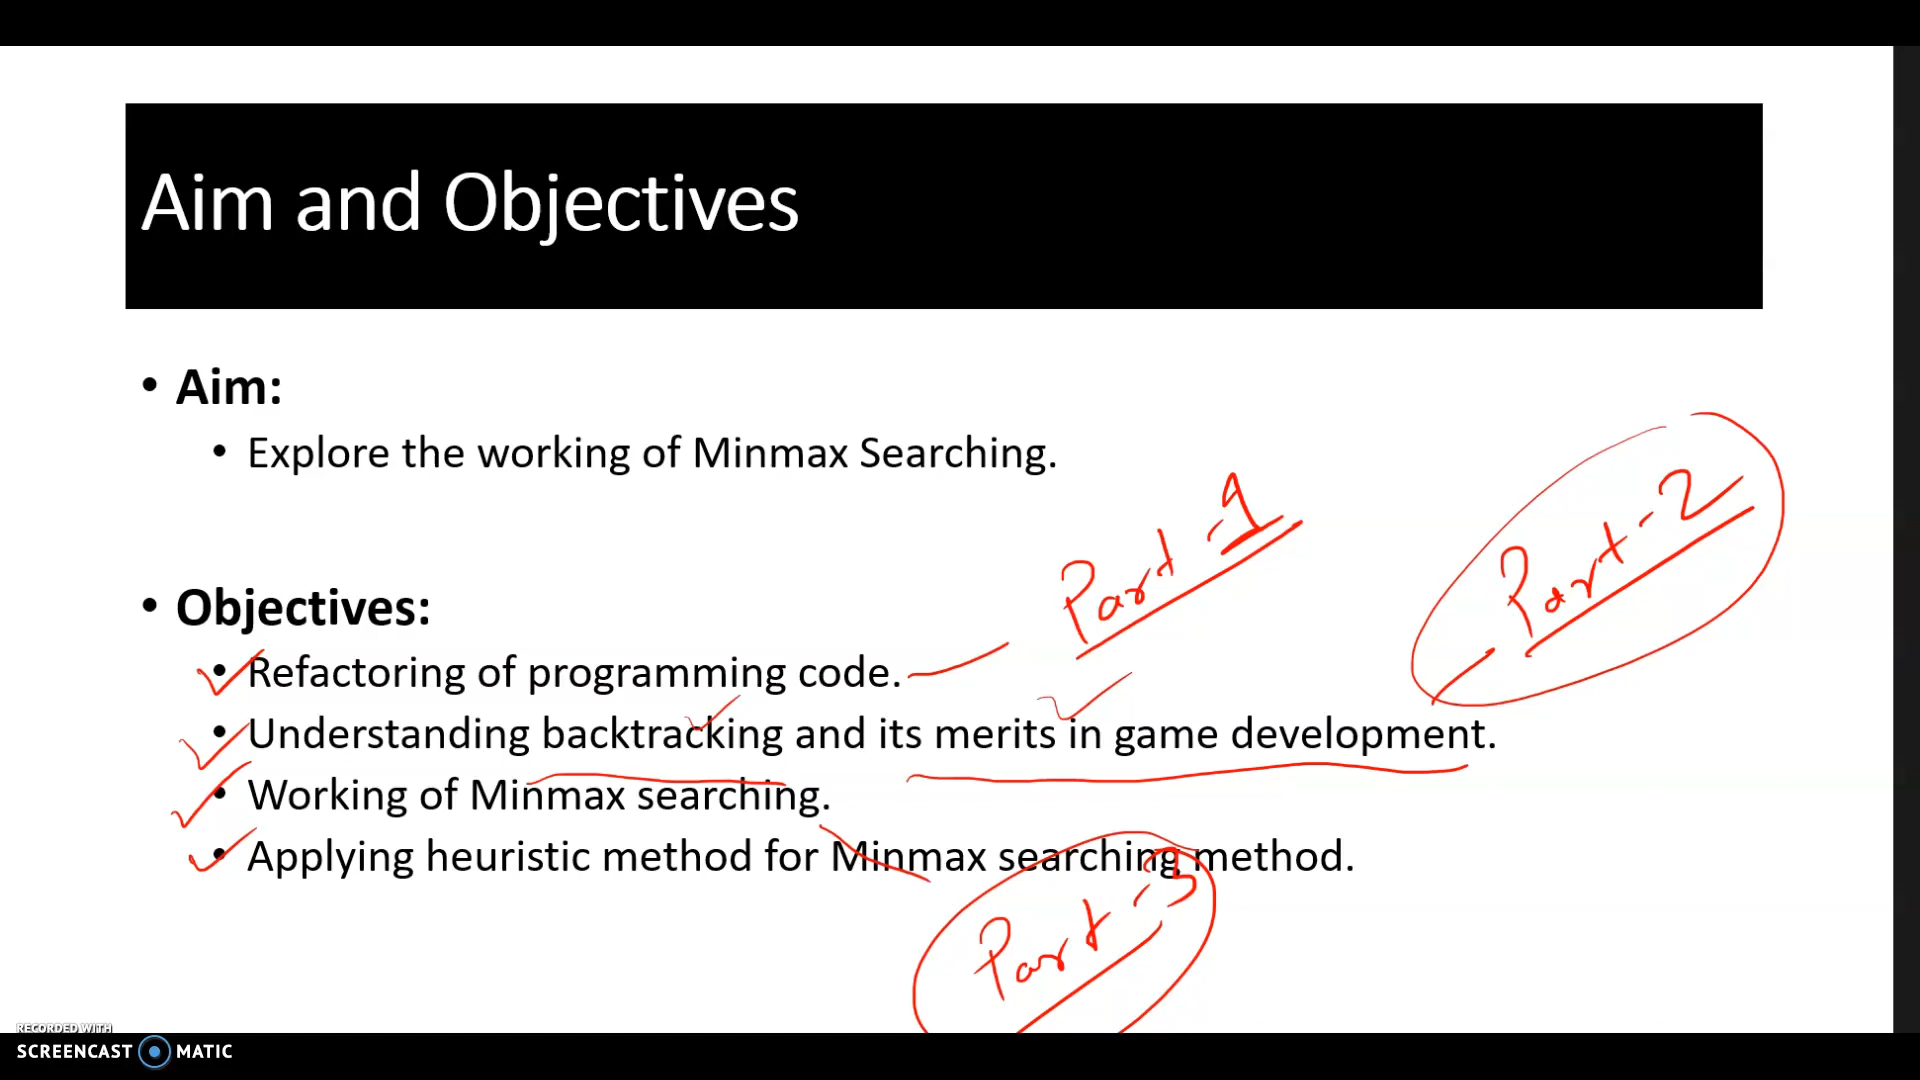 Aim and Objectives
• Aim:
• Explore the working of Minmax Searching.
Part -1
Part -2
• Objectives:
• Refactoring of programming code.
• Understanding backtracking and its merits in game development.
• Working of Minmax searching.
• Applying heuristic method for Minmax searching method.
Part -3
RECORDED WITH
SCREENCAST MATIC